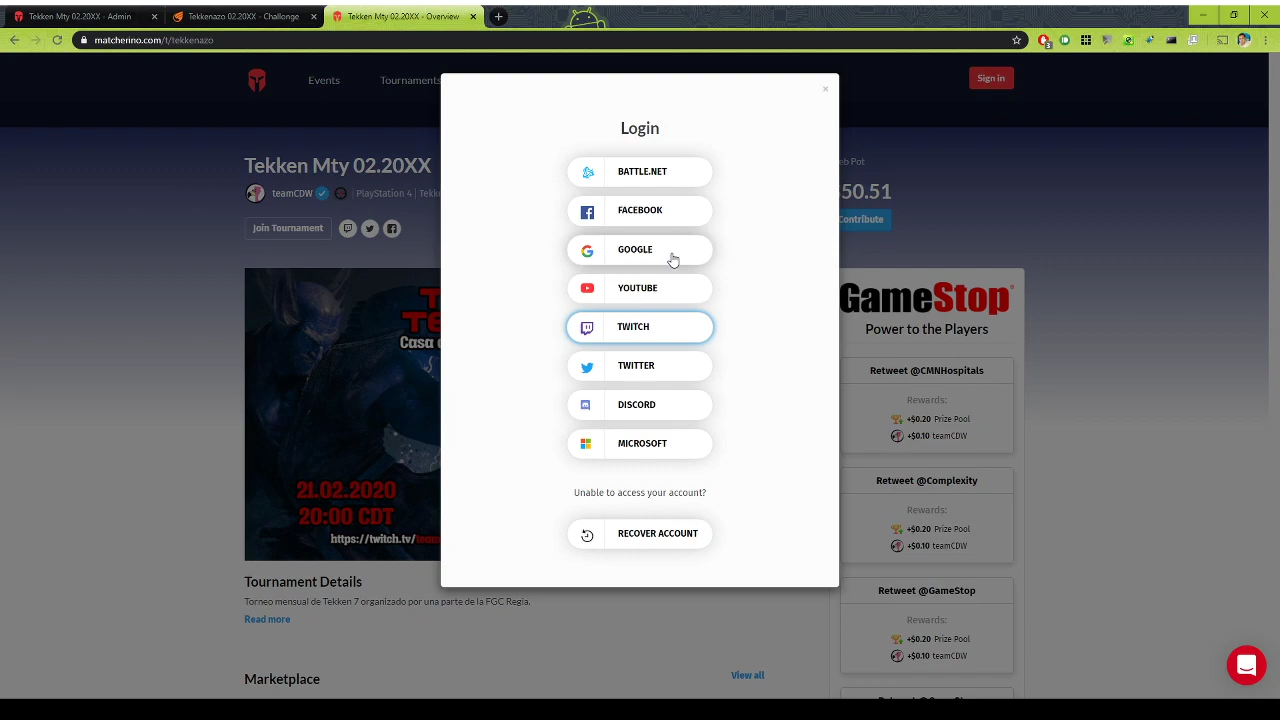 Tekken Mty 02.20XX - Admin
Tekkenazo 02.20XX - Challonge
Tekken Mty 02.20XX - Overview
matcherino.com/t/tekkenazo
3
Events
Tournaments
Sign in
Login
BATTLE.NET
FACEBOOK
GOOGLE
YOUTUBE
TWITCH
TWITTER
DISCORD
MICROSOFT
Unable to access your account?
RECOVER ACCOUNT
Tekken Mty 02.20XX
teamCDW
PlayStation 4
Join Tournament
Casa
21.02.2020
20:00 CDT
https://twitch.tv/
Tournament Details
Torneo mensual de Tekken 7 organizado por una parte de la FGC Regia.
Read more
Marketplace
View all
Pot
50.51
Contribute
GameStop
Power to the Players
Retweet @CMNHospitals
Rewards:
+$0.20 Prize Pool
+$0.10 teamCDW
Retweet @Complexity
Rewards:
+$0.20 Prize Pool
+$0.10 teamCDW
Retweet @GameStop
Rewards:
+$0.20 Prize Pool
+$0.10 teamCDW